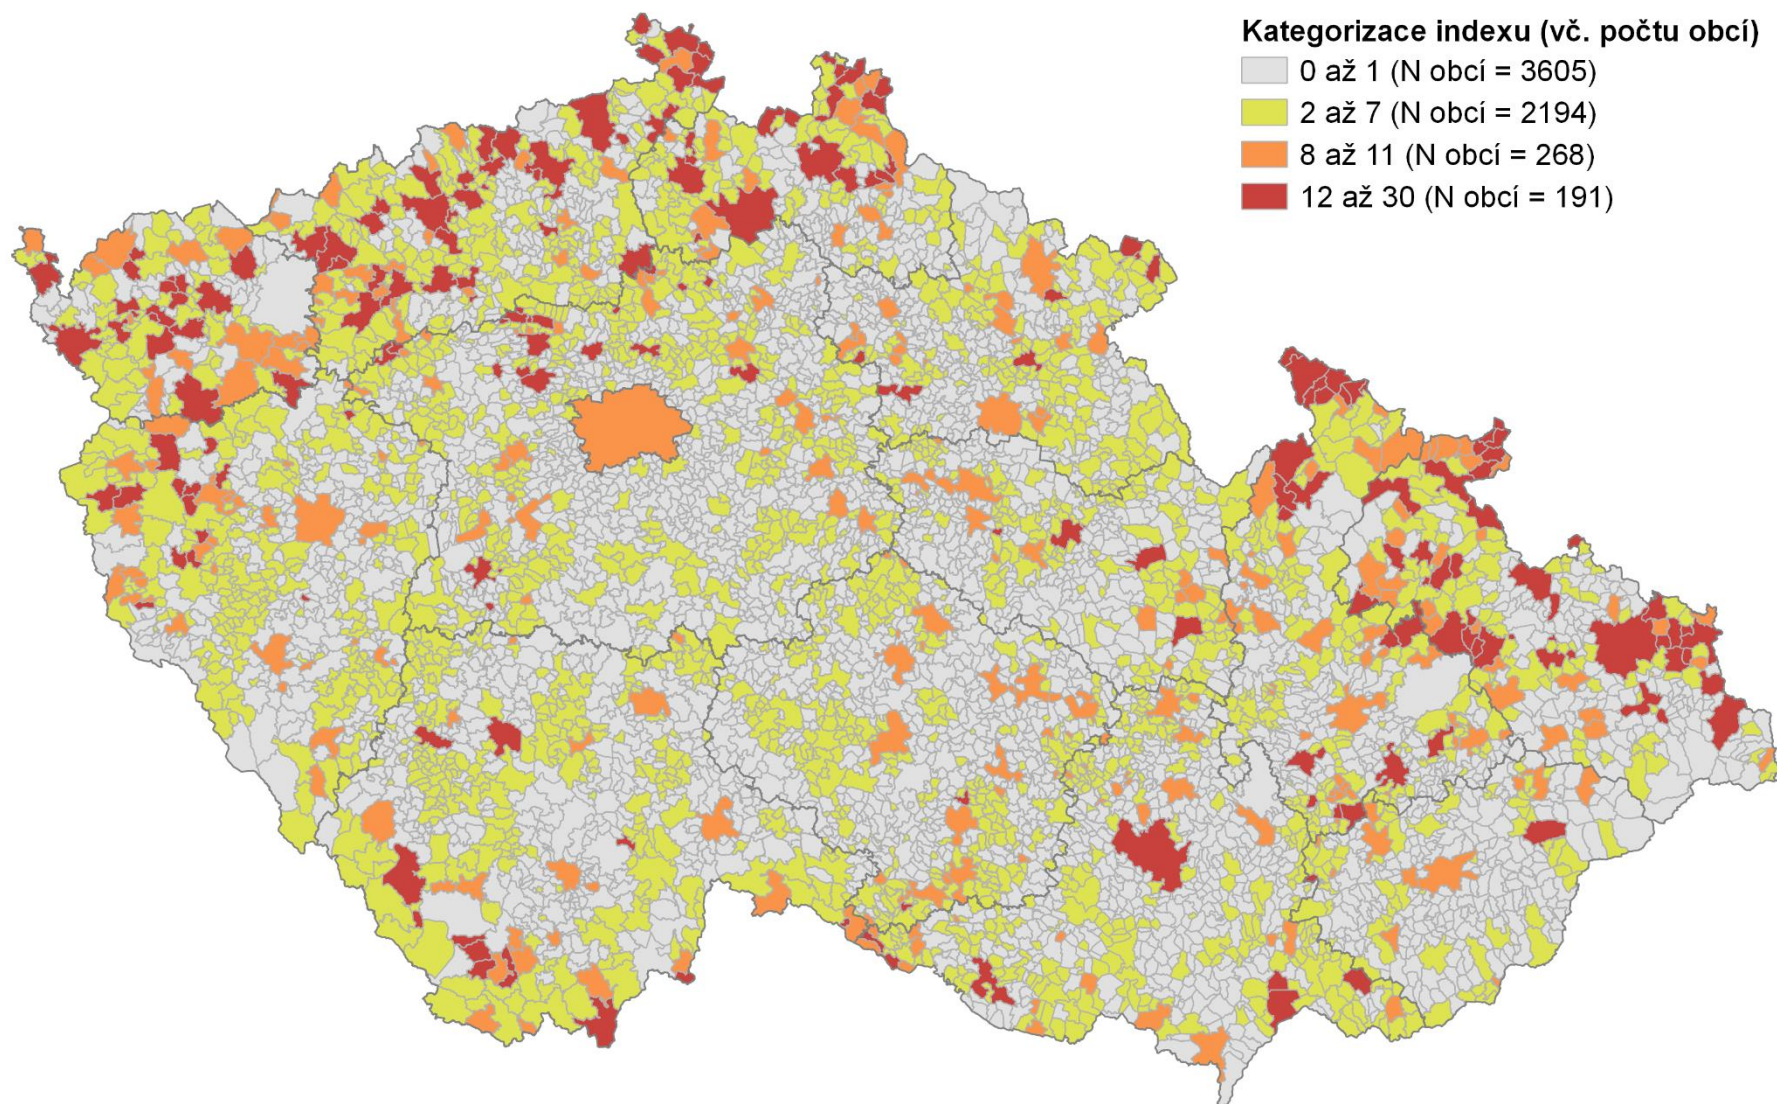 Kategorizace indexu (vč. počtu obcí)
0 až 1 (N obcí = 3605)
2 až 7 (N obcí = 2194)
8 až 11 (N obcí = 268)
12 až 30 (N obcí = 191)